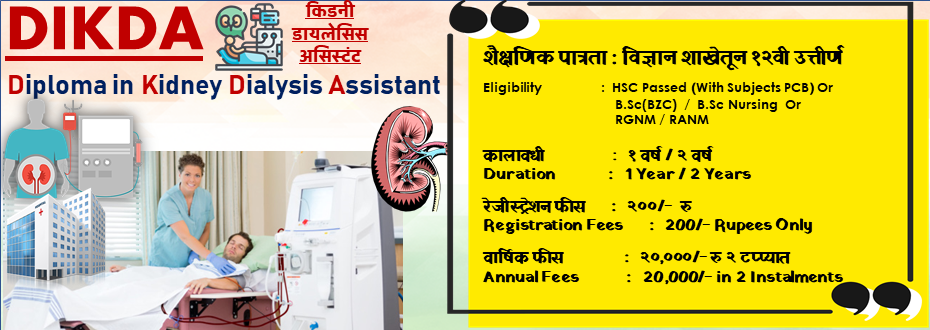 DIKDA
किडनी
डायलेसिस
असिस्टंट
Diploma in Kidney Dialysis Assistant
शैक्षणिक पात्रता : विज्ञान शाखेतून १२वी उत्तीर्ण
Eligibility : HSC Passed (With Subjects PCB) Or
B.Sc(BZC) / B.Sc Nursing Or
RGNM / RANM
कालावधी : १ वर्ष / २ वर्ष
Duration : 1 Year / 2 Years
रेजीस्ट्रेशन फीस : २००/- रु
Registration Fees : 200/- Rupees Only
वार्षिक फीस : २०,०००/- रु २ टप्प्यात
Annual Fees : 20,000/- in 2 Instalments